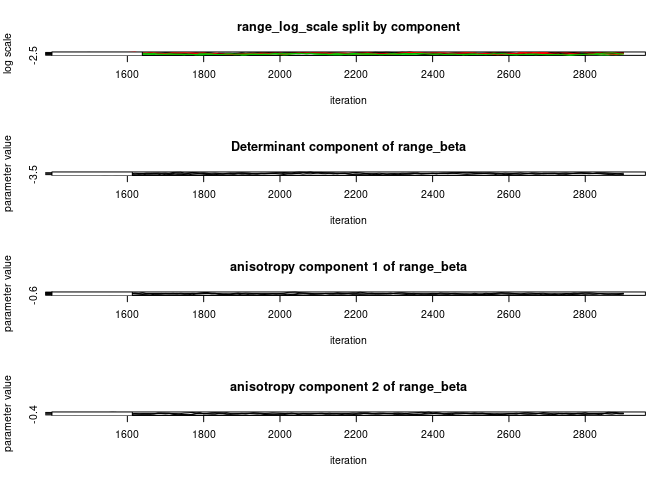 range_log_scale split by component
log scale
-2.5
1600 1800 2000 2200 2400 2600 2800
iteration
Determinant component of range_beta
parameter value
-3.5
1600 1800 2000 2200 2400 2600 2800
iteration
anisotropy component 1 of range_beta
parameter value
-0.6
1600 1800 2000 2200 2400 2600 2800
iteration
anisotropy component 2 of range_beta
parameter value
-0.4
1600 1800 2000 2200 2400 2600 2800
iteration